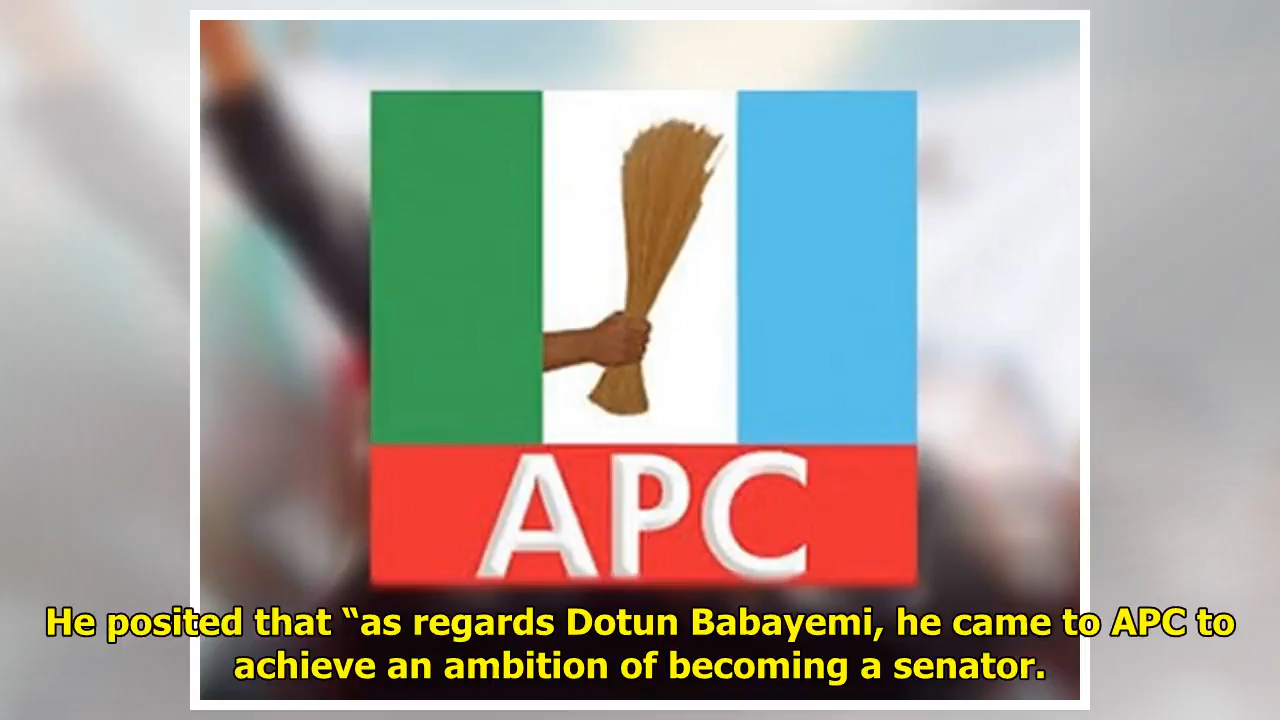 APC
He posited that “as regards Dotun Babayemi, he came to APC to
achieve an ambition of becoming a senator.